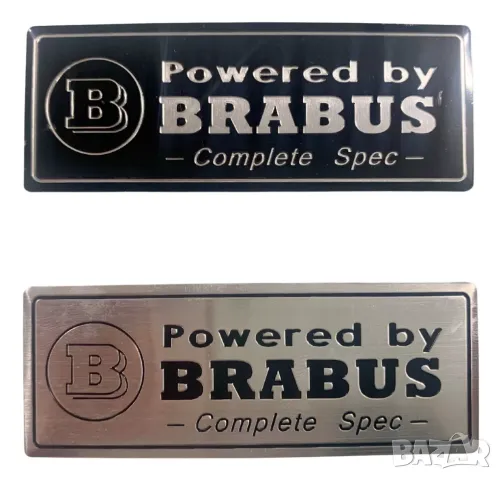 B
Powered by
BRABUS
– Complete Spec –
B
Powered by
BRABUS
– Complete Spec –
BAZAR